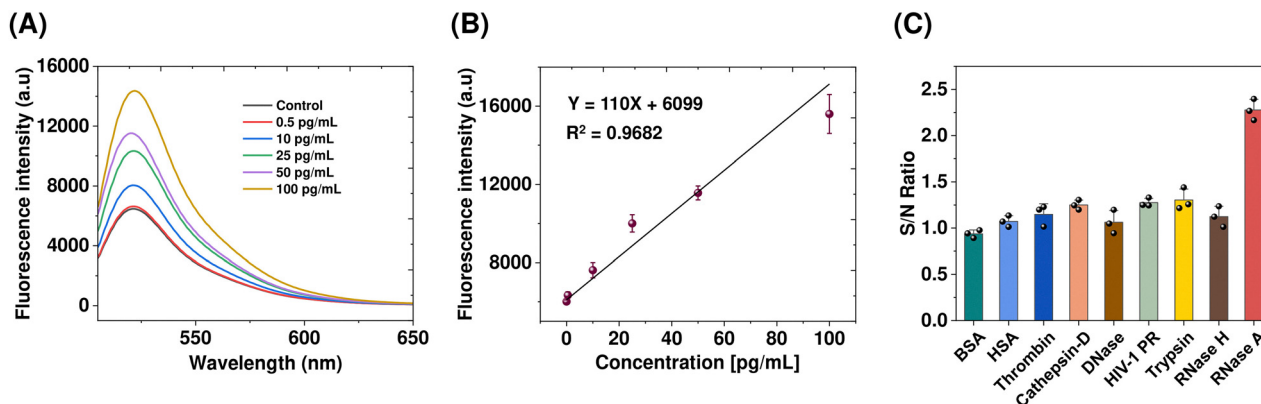 (A)
Fluorescence intensity (a.u)
16000
12000
8000
4000
0
Control
0.5 pg/mL
10 pg/mL
25 pg/mL
50 pg/mL
100 pg/mL
550
600
650
Wavelength (nm)
(B)
Fluorescence intensity (a.u)
16000
12000
8000
Y = 110X + 6099
R² = 0.9682
0
20
40
60
80
100
Concentration [pg/mL]
(C)
S/N Ratio
2.5
2.0
1.5
1.0
0.5
0.0
BSA
HSA
Thrombin
Cathepsin-D
DNase
HIV-1 PR
Trypsin
RNase H
RNase A